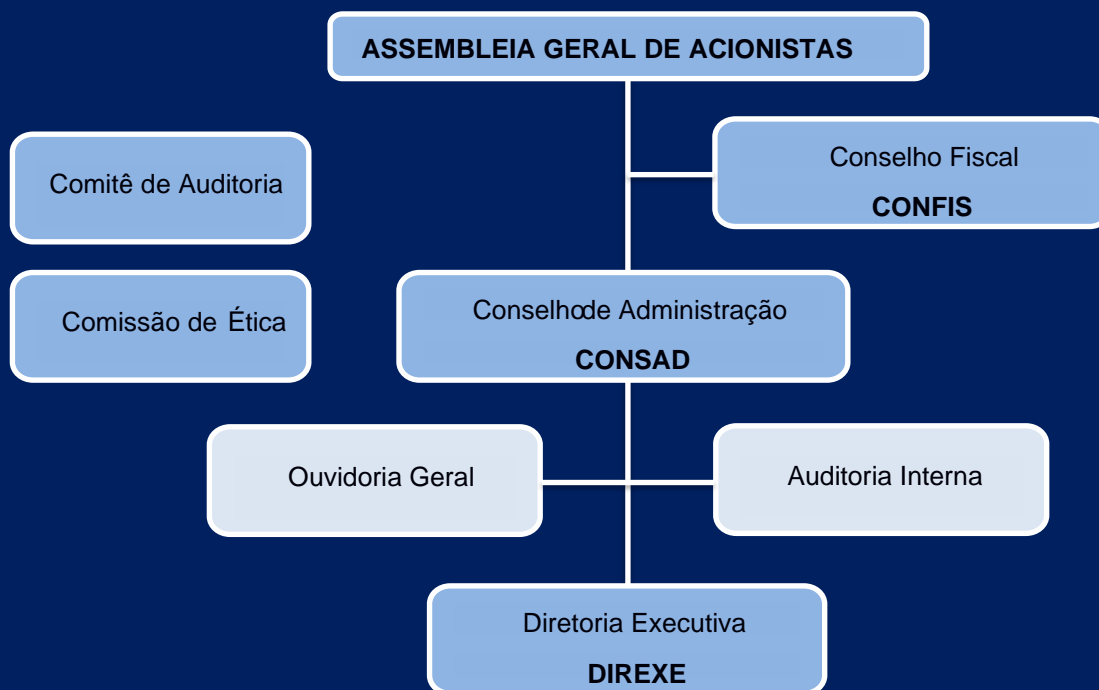 ASSEMBLEIA GERAL DE ACIONISTAS
Conselho Fiscal
CONFIS
Comitê de Auditoria
Comissão de Ética
Conselhode Administração
CONSAD
Ouvidoria Geral
Auditoria Interna
Diretoria Executiva
DIREXE